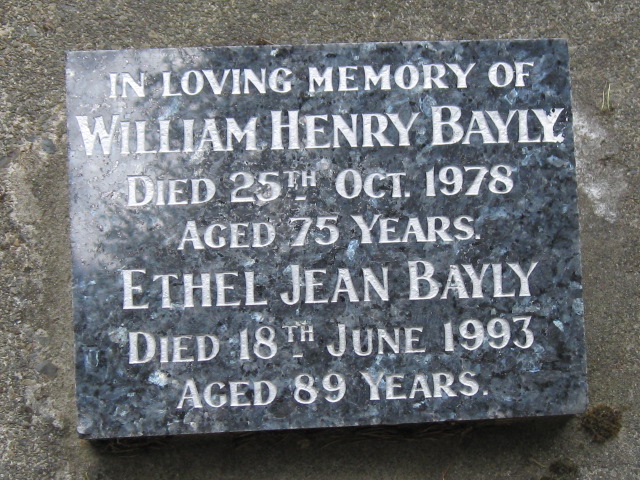 IN LOVING MEMORY OF
WILLIAM HENRY BAYLY
DIED 25TH OCT. 1978
AGED 75 YEARS.
ETHEL JEAN BAYLY
DIED 18TH JUNE 1993
AGED 89 YEARS.